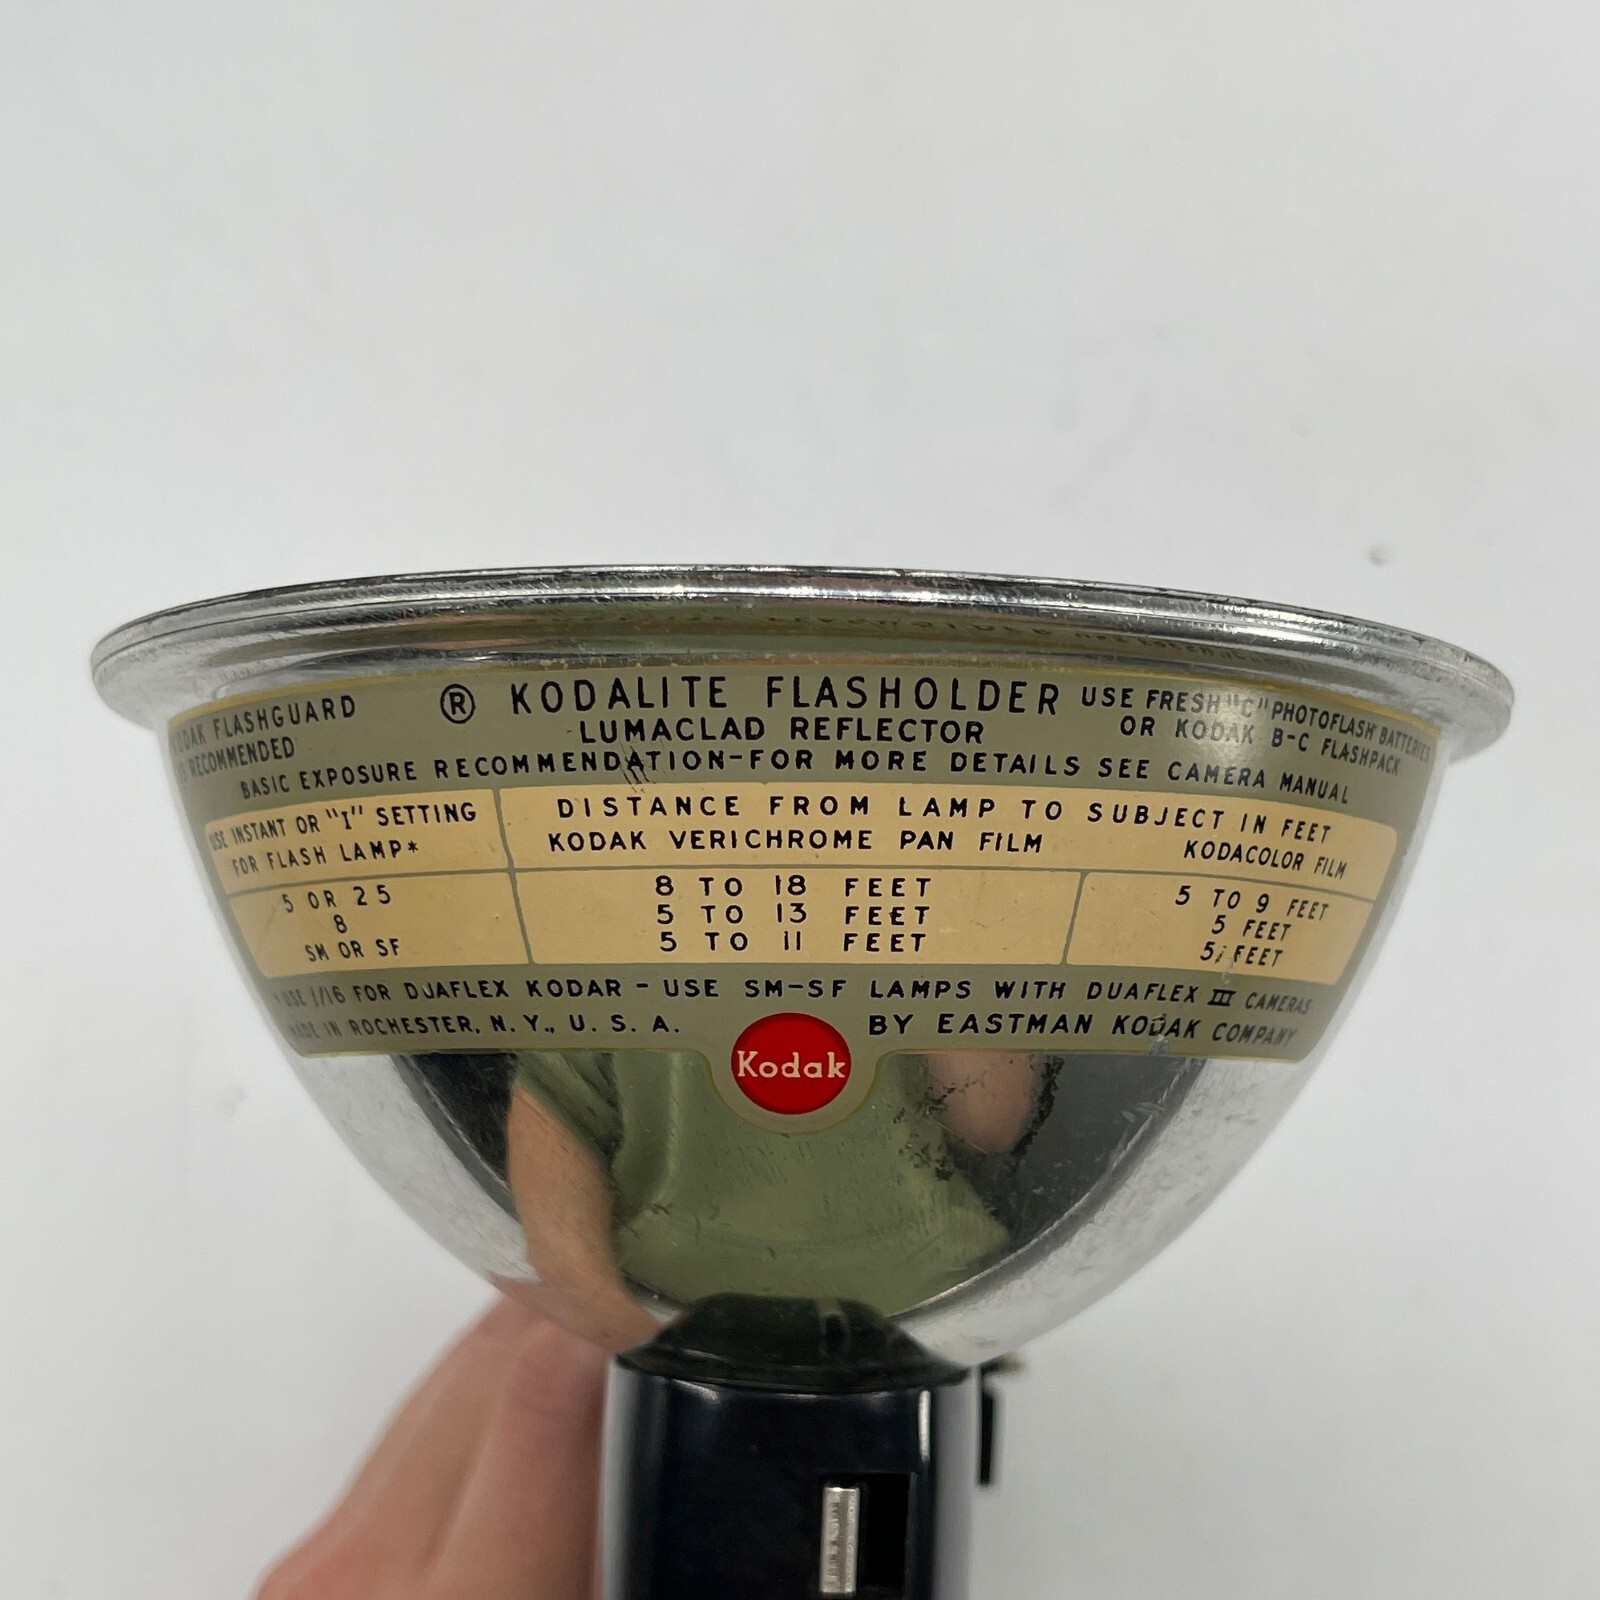 KODAK FLASHGUARD
IS RECOMMENDED
® KODALITE FLASHOLDER
LUMACLAD REFLECTOR
USE FRESH "C" PHOTOFLASH BATTERIES
OR KODAK B-C FLASHPACK
BASIC EXPOSURE RECOMMENDATION-FOR MORE DETAILS SEE CAMERA MANUAL
USE INSTANT OR "I" SETTING
FOR FLASH LAMP*
DISTANCE FROM LAMP TO SUBJECT IN FEET
KODAK VERICHROME PAN FILM KODACOLOR FILM
5 OR 25 8 TO 18 FEET 5 TO 9 FEET
8 5 TO 13 FEET 5 FEET
SM OR SF 5 TO 11 FEET 5 FEET
* USE 1/16 FOR DUAFLEX KODAR - USE SM-SF LAMPS WITH DUAFLEX III CAMERAS
MADE IN ROCHESTER, N. Y., U. S. A. BY EASTMAN KODAK COMPANY
Kodak